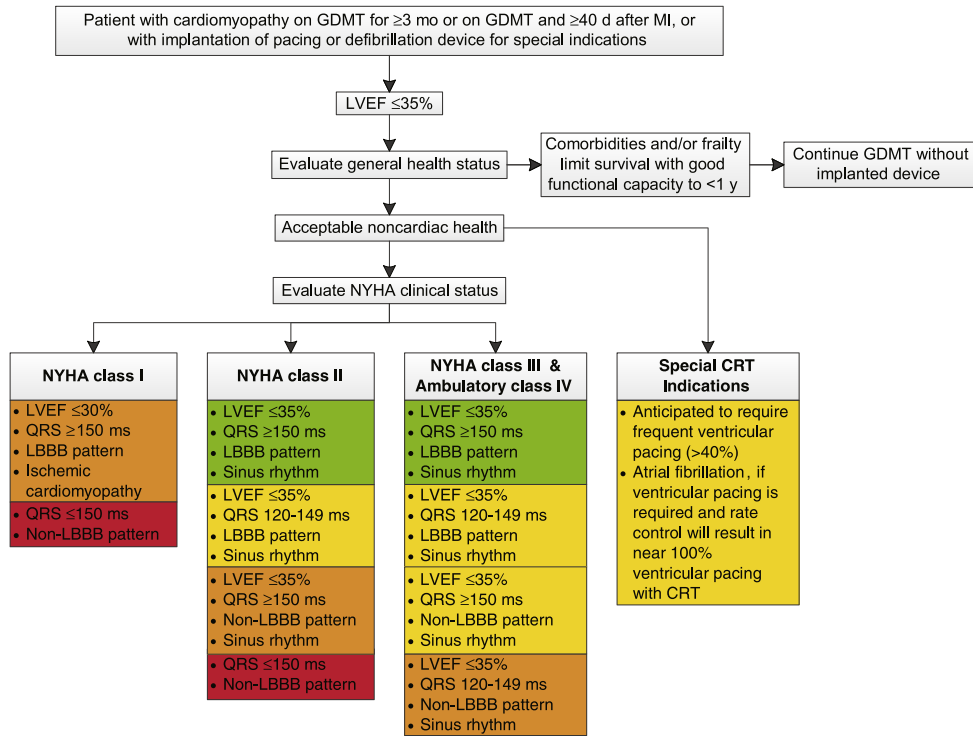 Patient with cardiomyopathy on GDMT for ≥3 mo or on GDMT and ≥40 d after MI, or
with implantation of pacing or defibrillation device for special indications
LVEF ≤35%
Evaluate general health status
Comorbidities and/or frailty
limit survival with good
functional capacity to <1 y
Continue GDMT without
implanted device
Acceptable noncardiac health
Evaluate NYHA clinical status
NYHA class I
• LVEF ≤30%
• QRS ≥150 ms
• LBBB pattern
• Ischemic
cardiomyopathy
• QRS ≤150 ms
• Non-LBBB pattern
NYHA class II
• LVEF ≤35%
• QRS ≥150 ms
• LBBB pattern
• Sinus rhythm
• LVEF ≤35%
• QRS 120-149 ms
• LBBB pattern
• Sinus rhythm
• LVEF ≤35%
• QRS ≥150 ms
• Non-LBBB pattern
• Sinus rhythm
• QRS ≤150 ms
• Non-LBBB pattern
NYHA class III &
Ambulatory class IV
• LVEF ≤35%
• QRS ≥150 ms
• LBBB pattern
• Sinus rhythm
• LVEF ≤35%
• QRS 120-149 ms
• LBBB pattern
• Sinus rhythm
• LVEF ≤35%
• QRS ≥150 ms
• Non-LBBB pattern
• Sinus rhythm
• LVEF ≤35%
• QRS 120-149 ms
• Non-LBBB pattern
• Sinus rhythm
Special CRT
Indications
• Anticipated to require
frequent ventricular
pacing (>40%)
• Atrial fibrillation, if
ventricular pacing is
required and rate
control will result in
near 100%
ventricular pacing
with CRT